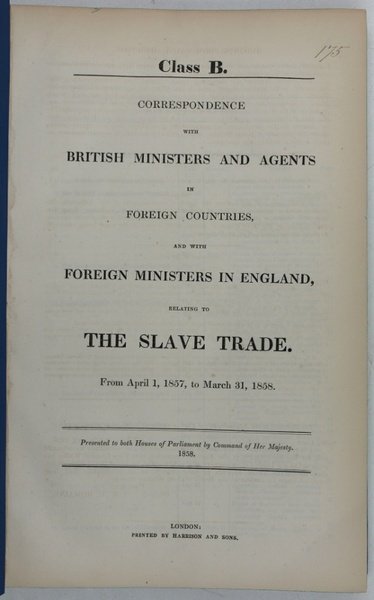 175
Class B.
CORRESPONDENCE
WITH
BRITISH MINISTERS AND AGENTS
IN
FOREIGN COUNTRIES,
AND WITH
FOREIGN MINISTERS IN ENGLAND,
RELATING TO
THE SLAVE TRADE.
From April 1, 1857, to March 31, 1858.
Presented to both Houses of Parliament by Command of Her Majesty.
1858.
LONDON:
PRINTED BY HARRISON AND SONS.